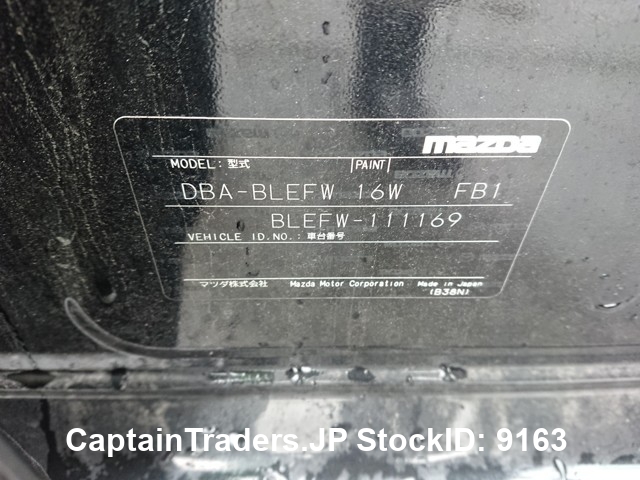 mazda
MODEL: 型式 PAINT
DBA-BLEFW 16W FB1
BLEFW-111169
VEHICLE ID.NO.: 車台番号
マツダ株式会社 Mazda Motor Corporation Made in Japan
(B38N)
CaptainTraders.JP StockID: 9163